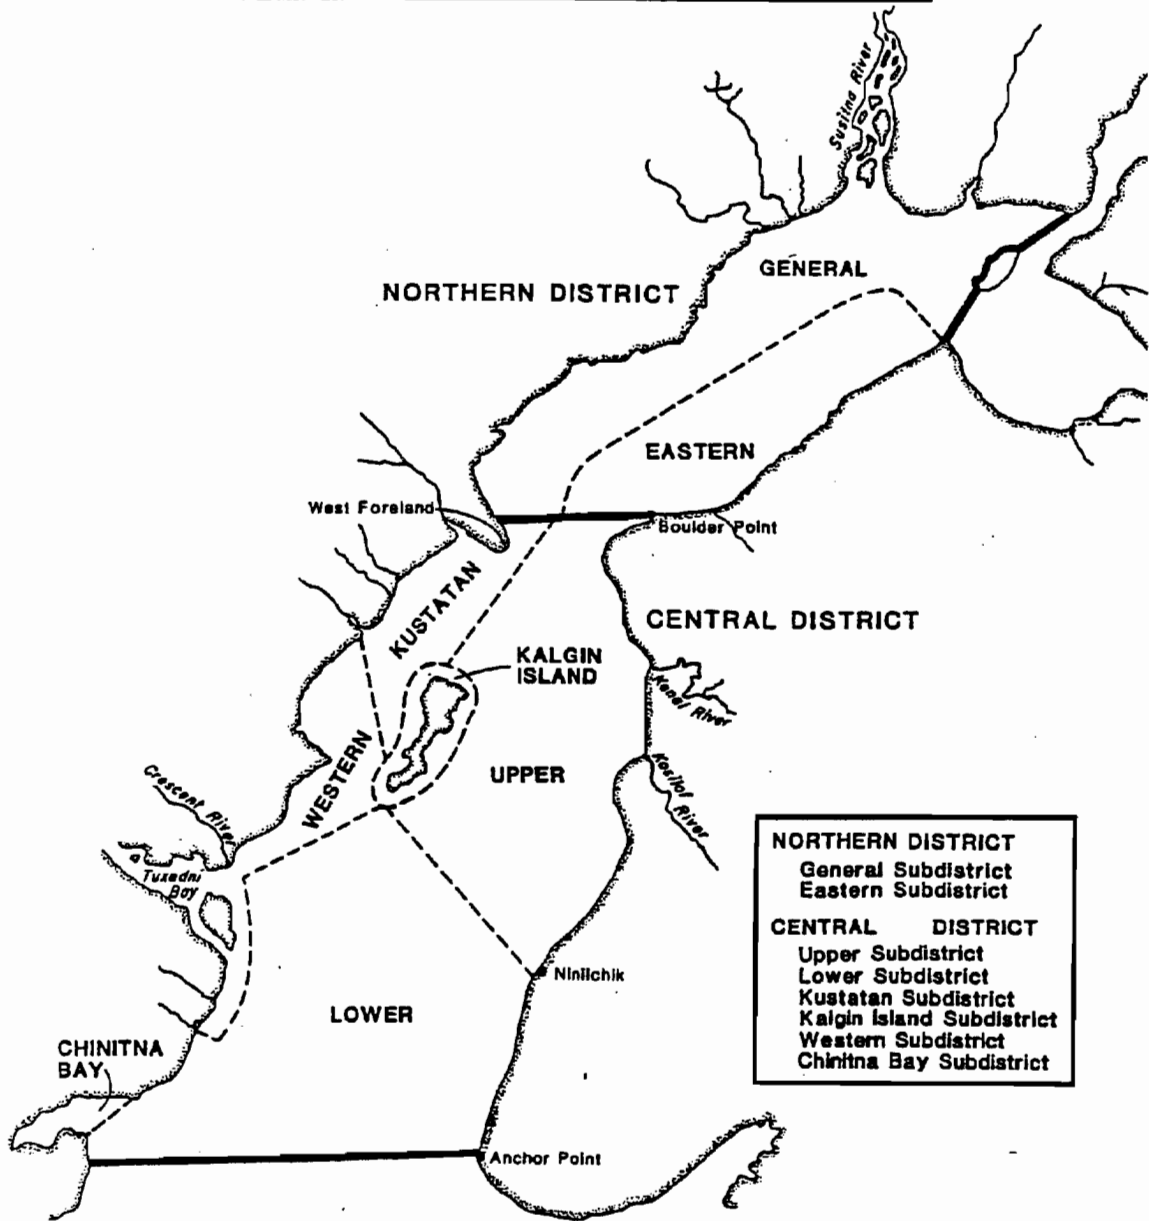 Susitna River
GENERAL
NORTHERN DISTRICT
EASTERN
West Foreland
Boulder Point
KUSTATAN
CENTRAL DISTRICT
KALGIN
ISLAND
Kenai River
UPPER
WESTERN
Kasilof
River
Crescent River
Tuxedni
Bay
Ninilchik
LOWER
CHINITNA
BAY
Anchor Point
NORTHERN DISTRICT
General Subdistrict
Eastern Subdistrict
CENTRAL DISTRICT
Upper Subdistrict
Lower Subdistrict
Kustatan Subdistrict
Kalgin Island Subdistrict
Western Subdistrict
Chinitna Bay Subdistrict